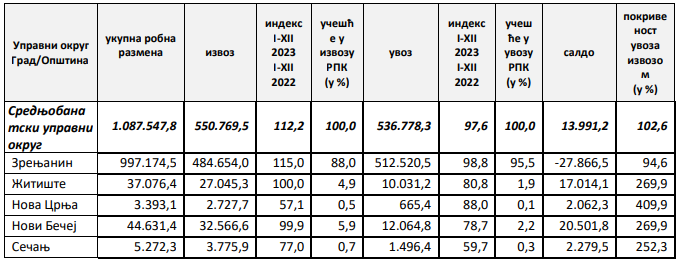 Управни округ Град/Општина | укупна робна размена | извоз | индекс I-XII 2023 I-XII 2022 | учешћ е у извозу РПК (у %) | увоз | индекс I-XII 2023 I-XII 2022 | учеш ће у увозу РПК (у %) | салдо | покриве ност увоза извозо м (у %)
Средњобана тски управни округ | 1.087.547,8 | 550.769,5 | 112,2 | 100,0 | 536.778,3 | 97,6 | 100,0 | 13.991,2 | 102,6
Зрењанин | 997.174,5 | 484.654,0 | 115,0 | 88,0 | 512.520,5 | 98,8 | 95,5 | -27.866,5 | 94,6
Житиште | 37.076,4 | 27.045,3 | 100,0 | 4,9 | 10.031,2 | 80,8 | 1,9 | 17.014,1 | 269,9
Нова Црња | 3.393,1 | 2.727,7 | 57,1 | 0,5 | 665,4 | 88,0 | 0,1 | 2.062,3 | 409,9
Нови Бечеј | 44.631,4 | 32.566,6 | 99,9 | 5,9 | 12.064,8 | 78,7 | 2,2 | 20.501,8 | 269,9
Сечањ | 5.272,3 | 3.775,9 | 77,0 | 0,7 | 1.496,4 | 59,7 | 0,3 | 2.279,5 | 252,3